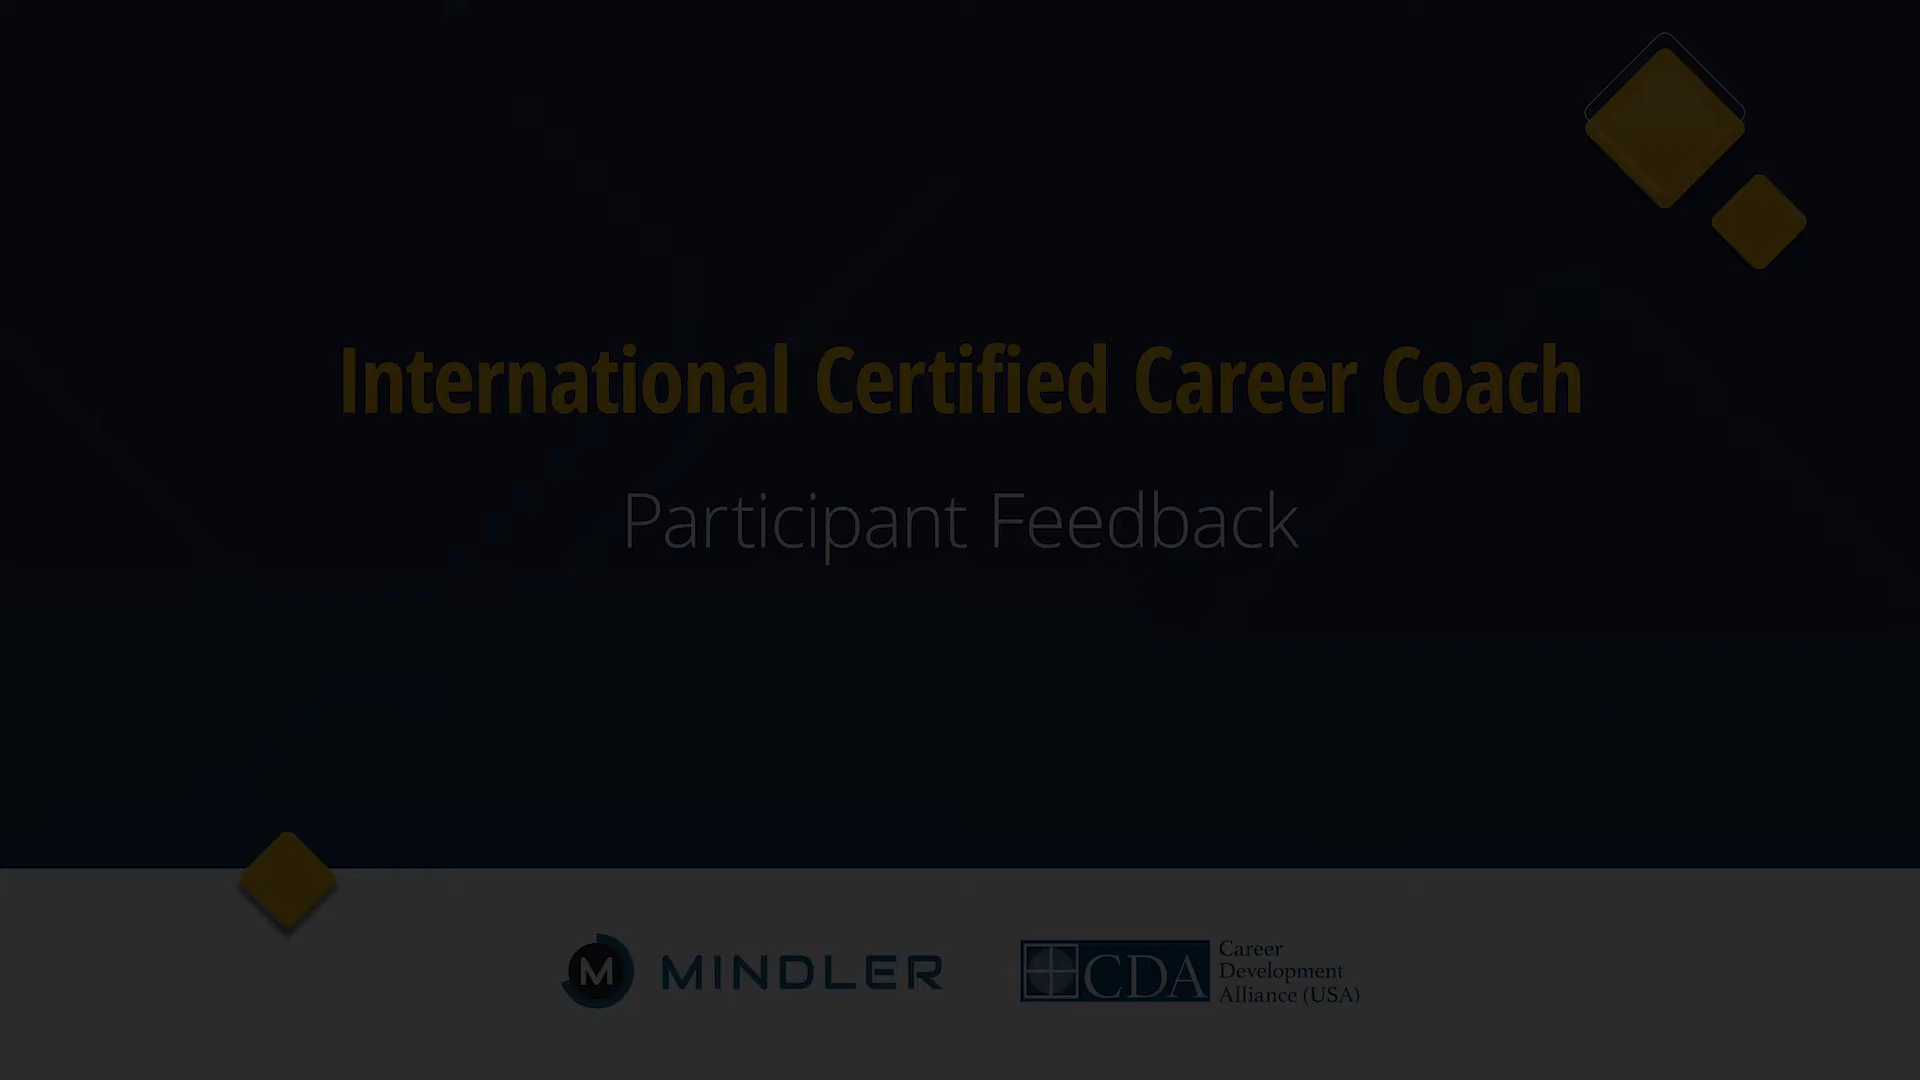 International Certified Career Coach
Participant Feedback
M MINDLER
CDA
Career
Development
Alliance (USA)